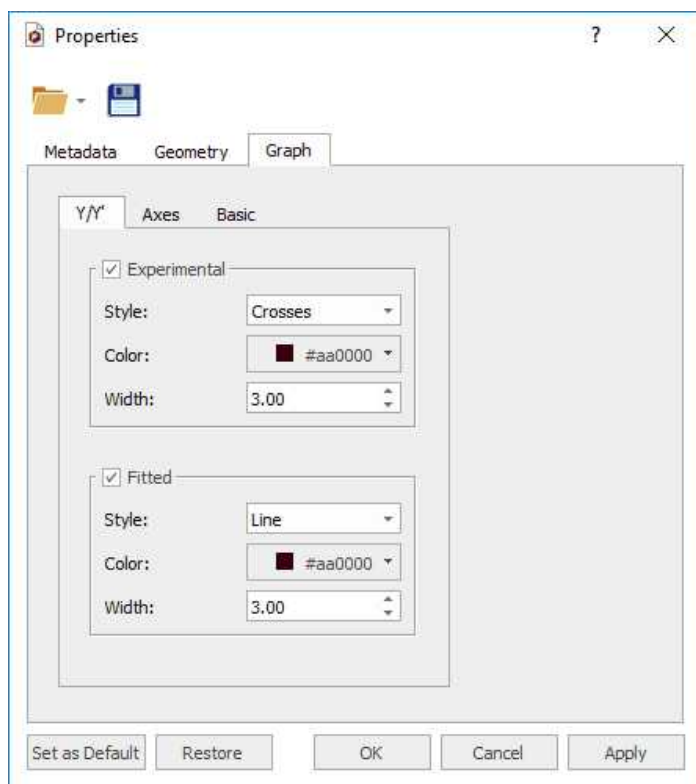 Properties
?
Metadata Geometry Graph
Y/Y' Axes Basic
Experimental
Style: Crosses
Color: #aa0000
Width: 3.00
Fitted
Style: Line
Color: #aa0000
Width: 3.00
Set as Default Restore OK Cancel Apply